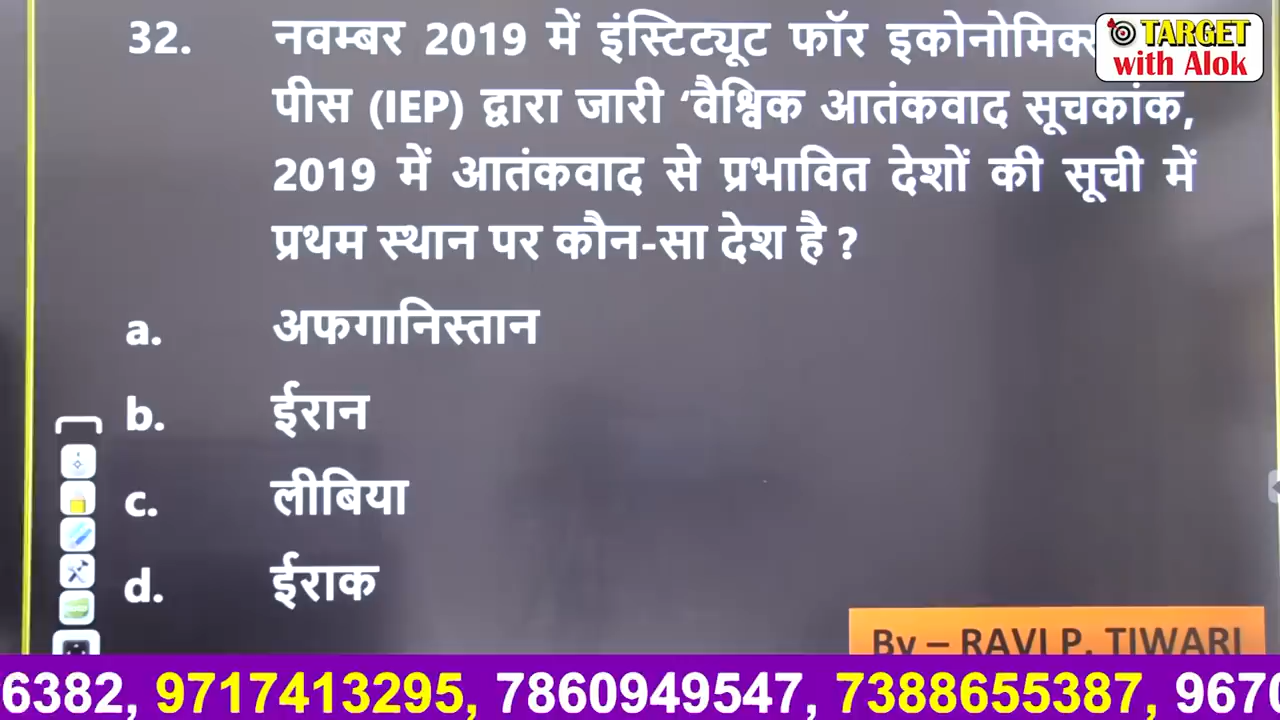 TARGET
with Alok
32. नवम्बर 2019 में इंस्टिट्यूट फॉर इकोनोमिक्स
पीस (IEP) द्वारा जारी ‘वैश्विक आतंकवाद सूचकांक,
2019 में आतंकवाद से प्रभावित देशों की सूची में
प्रथम स्थान पर कौन-सा देश है ?
a. अफगानिस्तान
b. ईरान
c. लीबिया
d. ईराक
By – RAVI P. TIWARI
6382, 9717413295, 7860949547, 7388655387, 9670